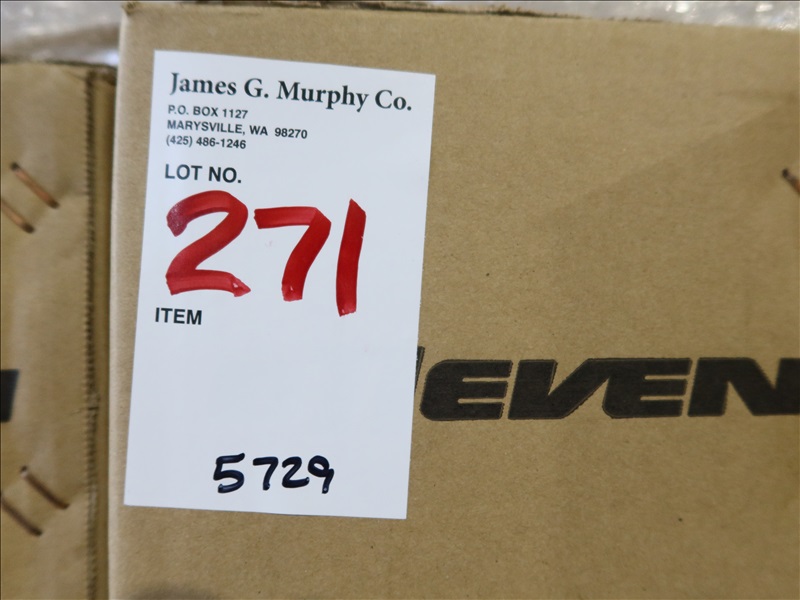 James G. Murphy Co.
P.O. BOX 1127
MARYSVILLE, WA 98270
(425) 486-1246
LOT NO.
271
ITEM
EVEN
5729